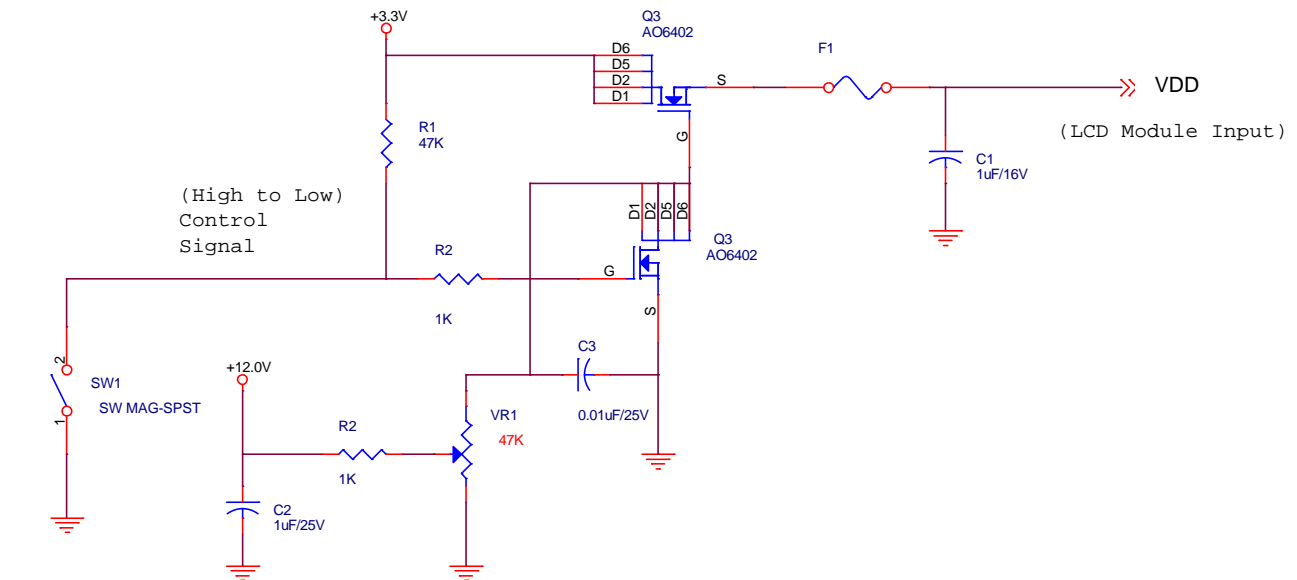 +3.3V
Q3
AO6402
D6
D5
D2
D1
S
G
F1
VDD
(LCD Module Input)
R1
47K
C1
1uF/16V
(High to Low)
Control
Signal
D1
D2
D5
D6
Q3
AO6402
R2
1K
G
S
C3
0.01uF/25V
2
1
SW1
SW MAG-SPST
+12.0V
R2
1K
VR1
47K
C2
1uF/25V